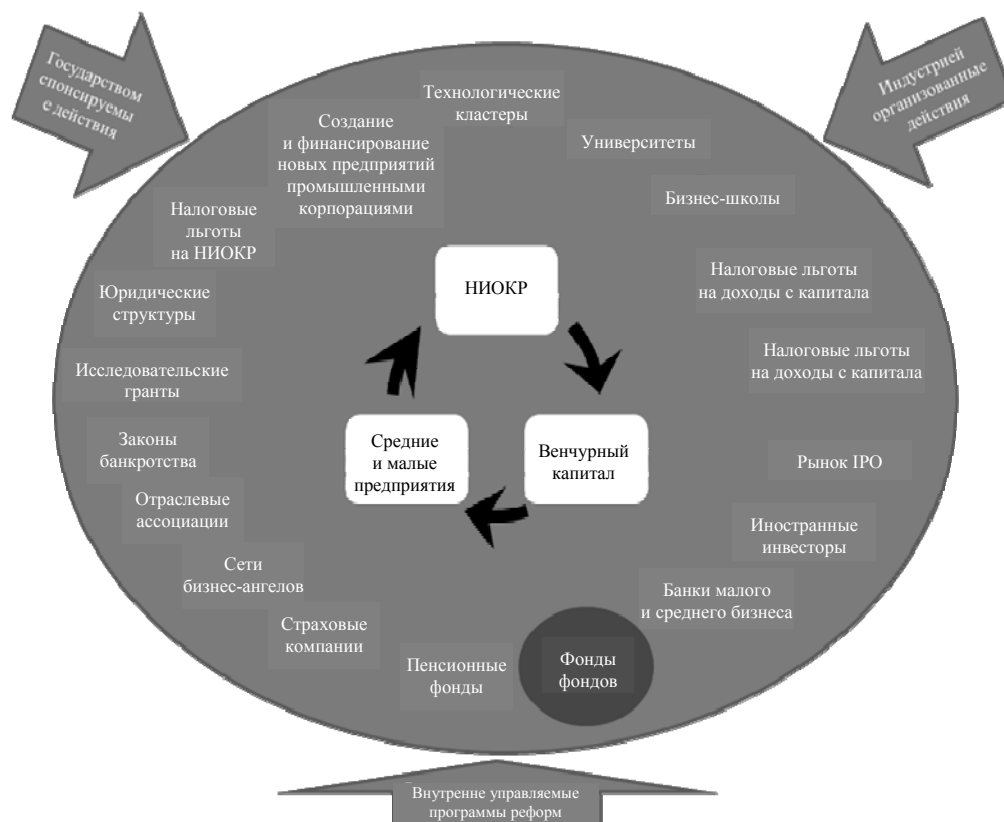 Государством
спонсируемы
е действия
Индустрией
организованные
действия
Технологические
кластеры
Создание
и финансирование
новых предприятий
промышленными
корпорациями
Университеты
Бизнес-школы
Налоговые
льготы
на НИОКР
Налоговые льготы
на доходы с капитала
НИОКР
Юридические
структуры
Налоговые льготы
на доходы с капитала
Исследовательские
гранты
Законы
банкротства
Средние
и малые
предприятия
Венчурный
капитал
Рынок IPO
Отраслевые
ассоциации
Иностранные
инвесторы
Сети
бизнес-ангелов
Банки малого
и среднего бизнеса
Страховые
компании
Пенсионные
фонды
Фонды
фондов
Внутренне управляемые
программы реформ